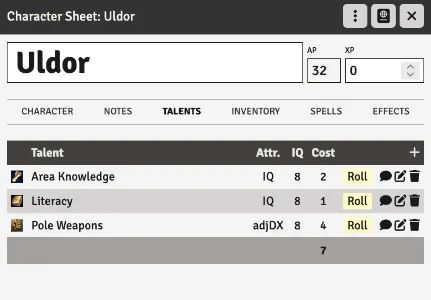 Character Sheet: Uldor
Uldor
AP
32
XP
0
CHARACTER NOTES TALENTS INVENTORY SPELLS EFFECTS
Talent Attr. IQ Cost +
Area Knowledge IQ 8 2 Roll
Literacy IQ 8 1 Roll
Pole Weapons adjDX 8 4 Roll
7